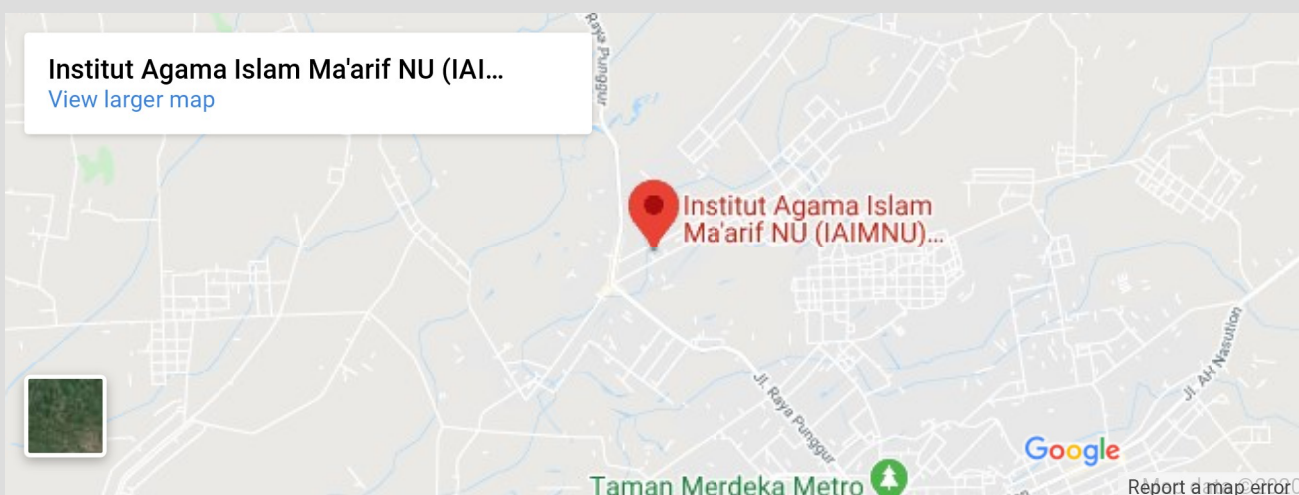 Institut Agama Islam Ma'arif NU (IAI...
View larger map
Raya Punggur
Institut Agama Islam
Ma'arif NU (IAIMNU)...
Jl. Raya Punggur
Jl. AH Nasution
Google
Taman Merdeka Metro
Report a map error